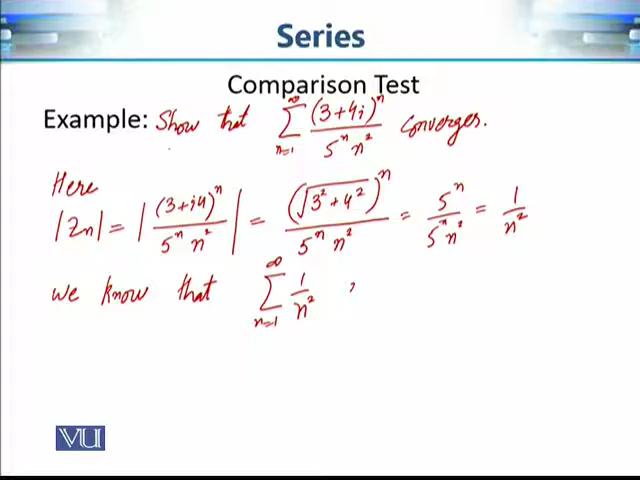 Series
Comparison Test
Example: Show that ∑_{n=1}^{∞} (3+4i)^n / 5^n n^2 converges.
Here
|Zn| = |(3+i4)^n / 5^n n^2| = (√(3^2+4^2))^n / 5^n n^2 = 5^n / 5^n n^2 = 1/n^2
we know that ∑_{n=1}^{∞} 1/n^2
VU